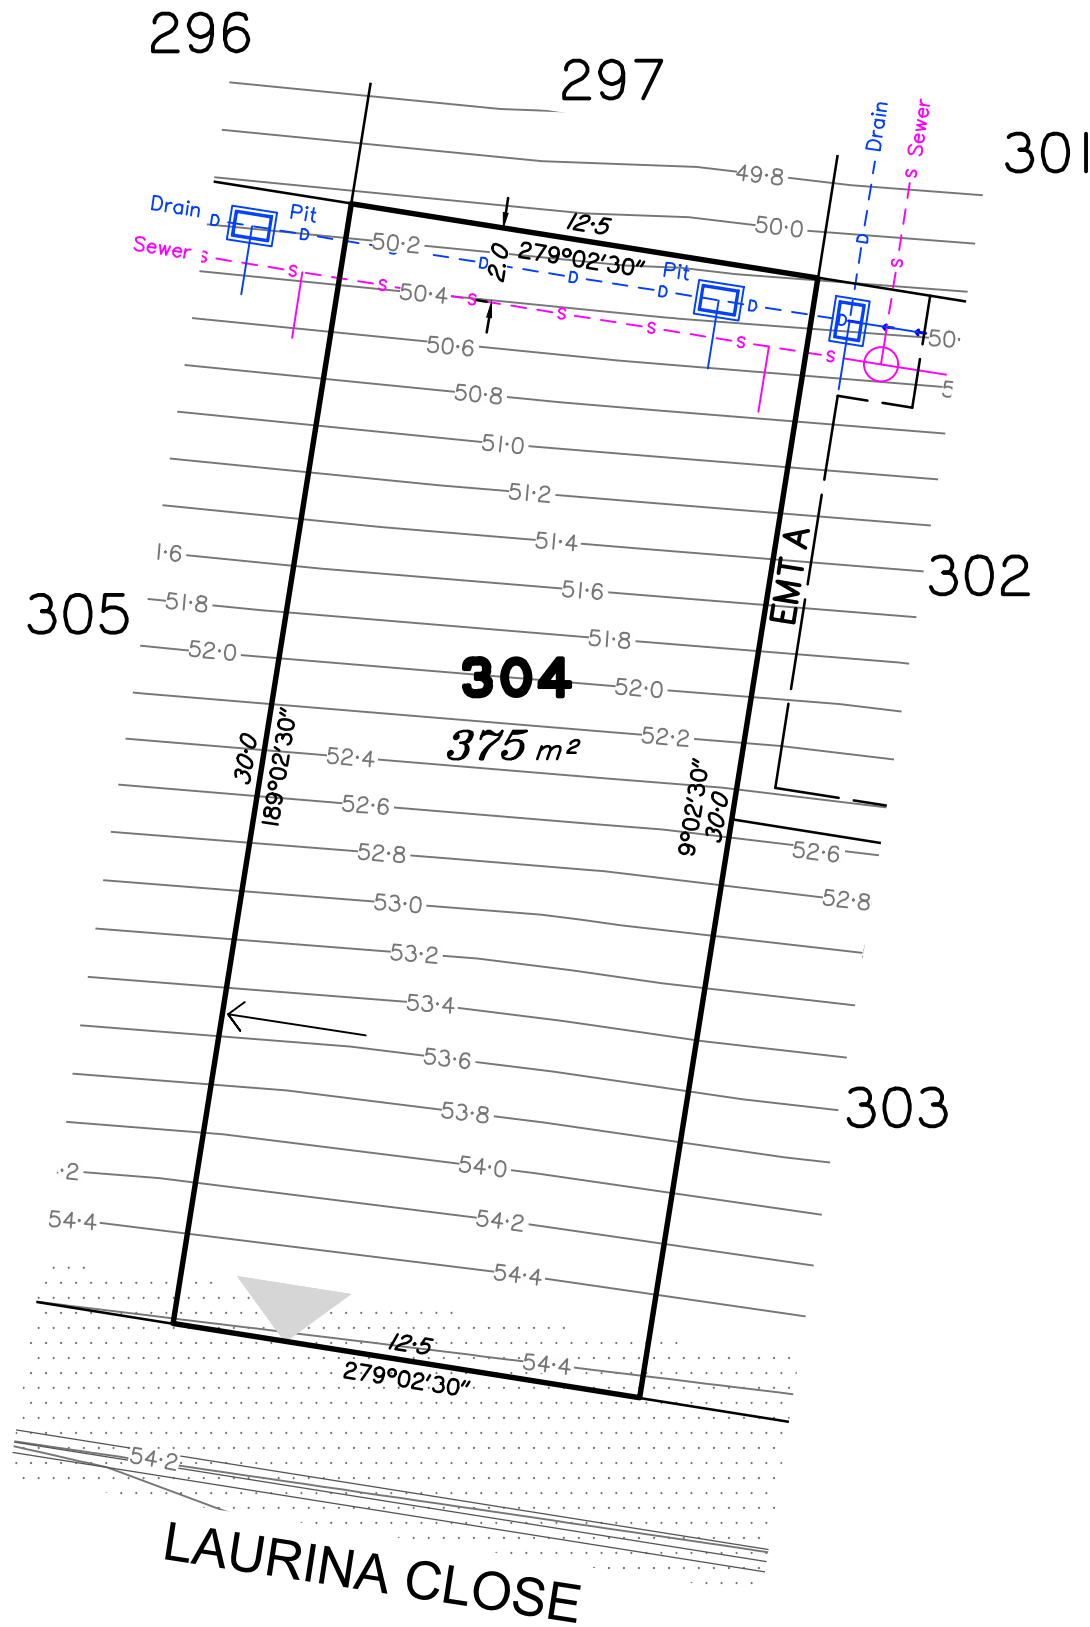 296
297
301
Drain
Sewer
49·8
50·0
12·5
279°02'30"
Drain
D
Pit
D
50·2
Sewer
S
S
S
50·4
S
2.0
D
D
D
Pit
D
D
S
S
S
S
D
S
S
50·
5
50·6
50·8
51·0
51·2
51·4
EMT A
302
1·6
51·6
305
51·8
51·8
52·0
304
52·0
375 m²
52·2
30·0
189°02'30"
52·4
9°02'30"
30·0
52·6
52·6
52·8
52·8
53·0
53·2
53·4
53·6
303
53·8
54·0
·2
54·2
54·4
54·4
12·5
279°02'30"
54·4
54·2
LAURINA CLOSE